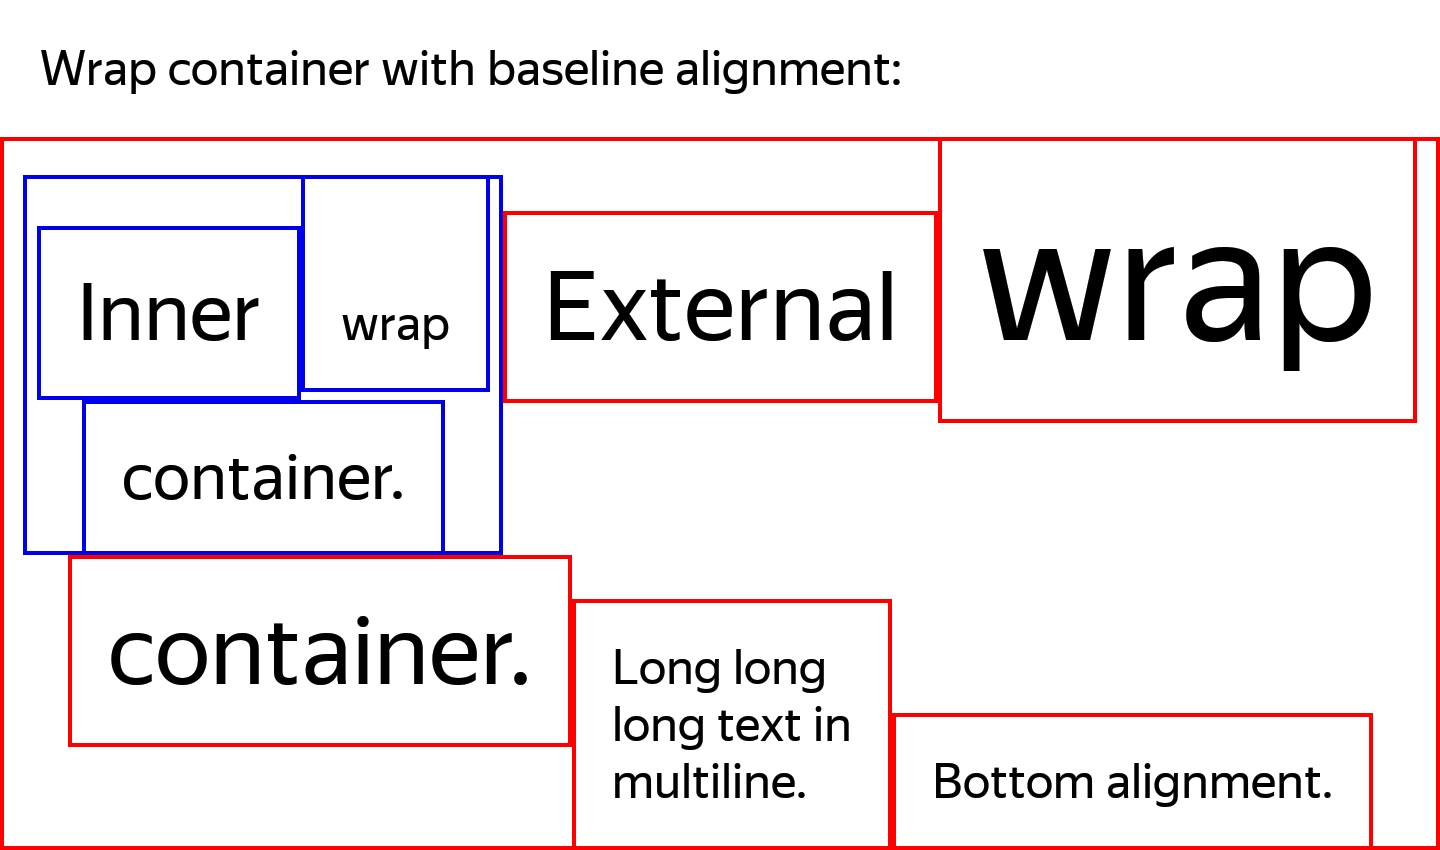 Wrap container with baseline alignment:
Inner wrap External wrap
container.
container. Long long
long text in
multiline. Bottom alignment.